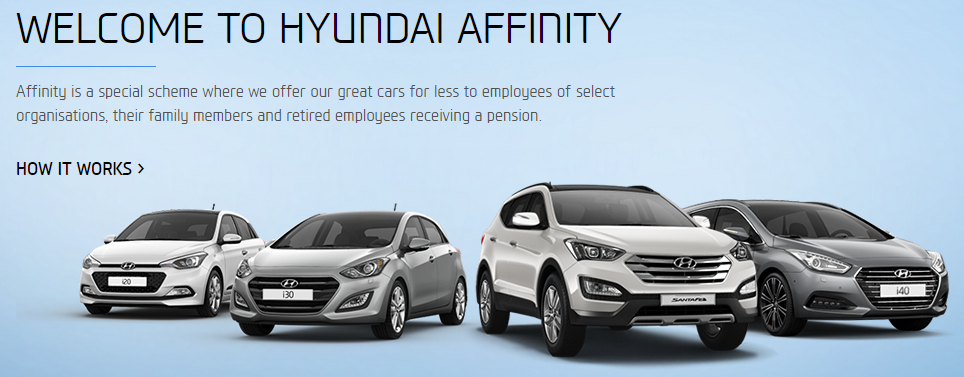 WELCOME TO HYUNDAI AFFINITY
Affinity is a special scheme where we offer our great cars for less to employees of select
organisations, their family members and retired employees receiving a pension.
HOW IT WORKS >
i20
i30
SANTA FE
i40